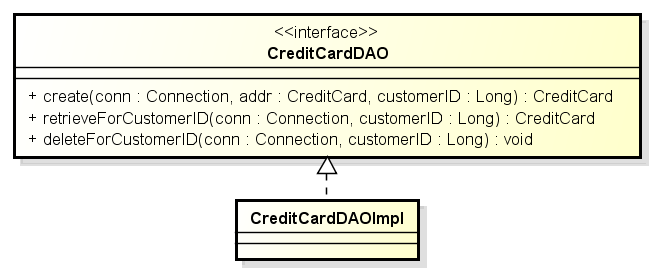 <<interface>>
CreditCardDAO
+ create(conn : Connection, addr : CreditCard, customerID : Long) : CreditCard
+ retrieveForCustomerID(conn : Connection, customerID : Long) : CreditCard
+ deleteForCustomerID(conn : Connection, customerID : Long) : void
CreditCardDAOImpl